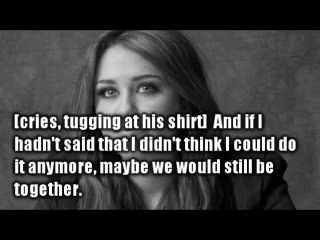 [cries, tugging at his shirt]  And if I
hadn't said that I didn't think I could do
it anymore, maybe we would still be
together.